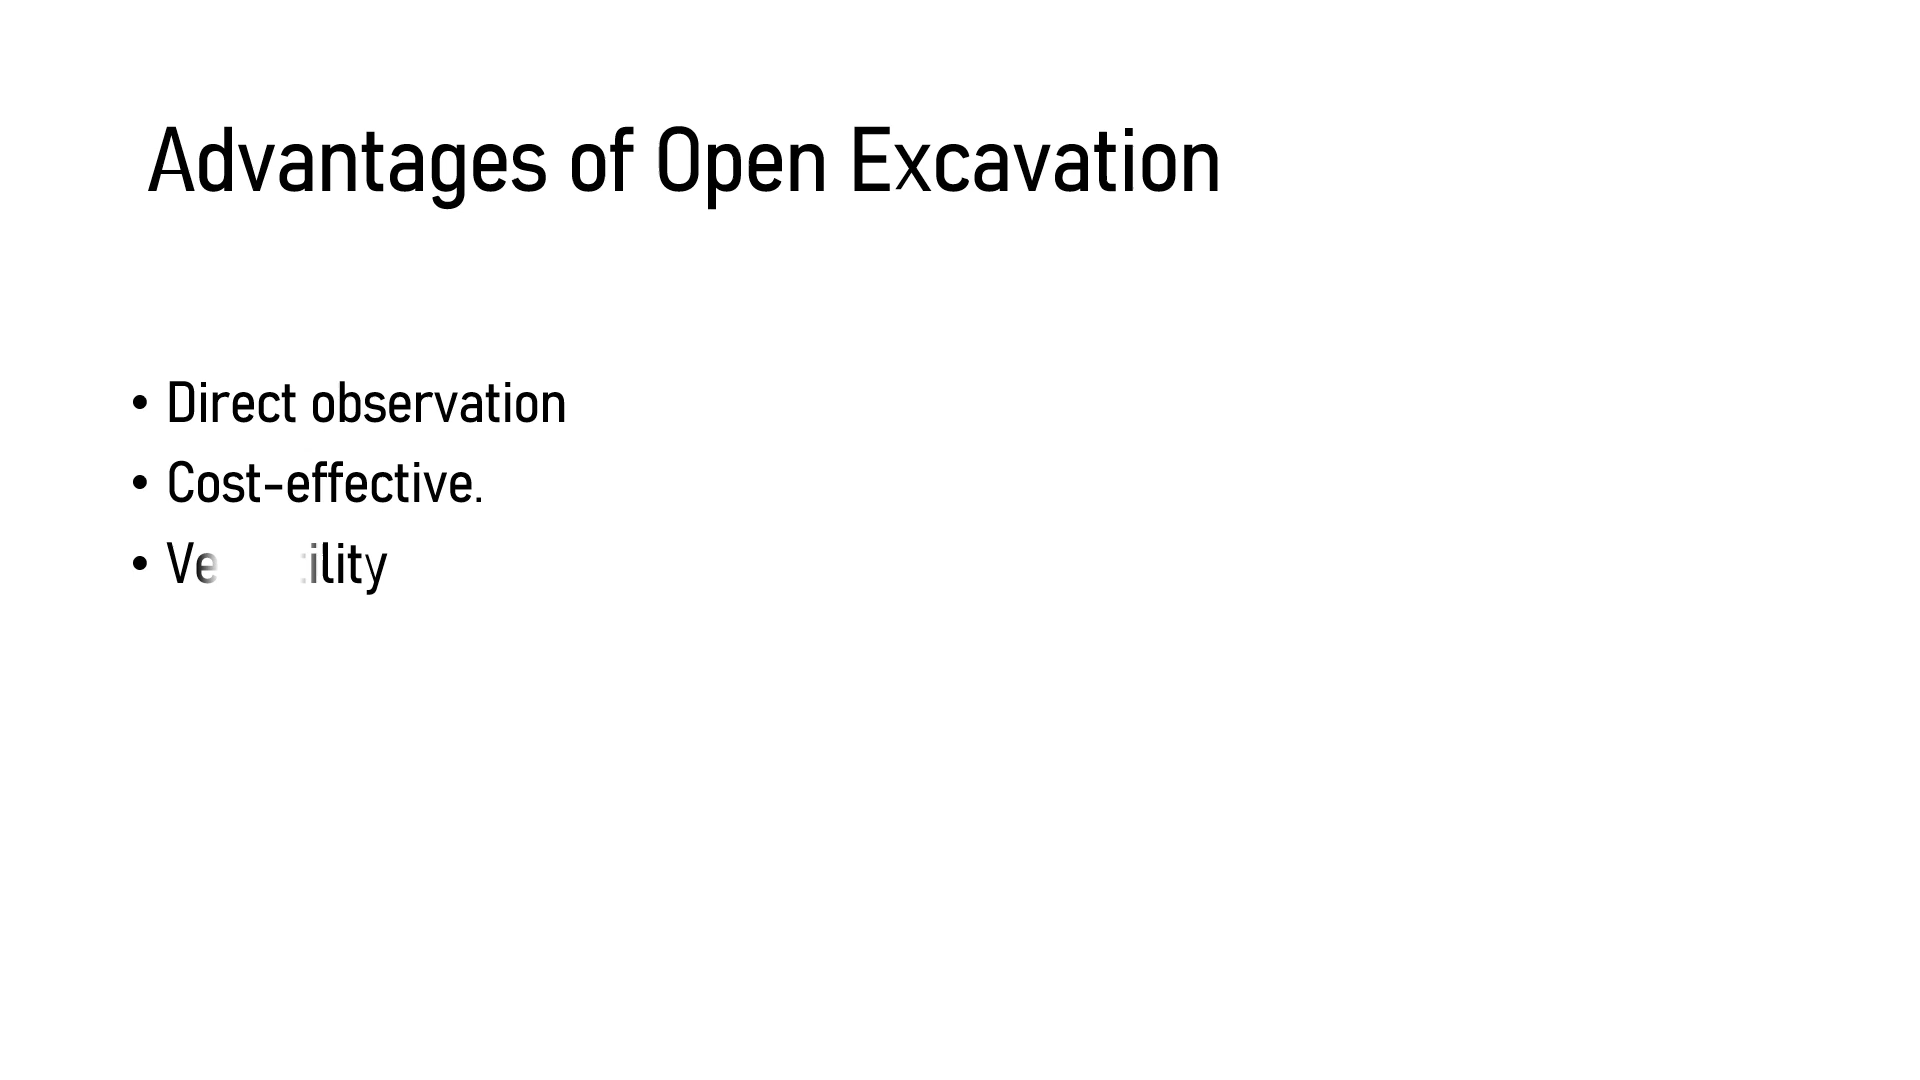 Advantages of Open Excavation
• Direct observation
• Cost-effective.